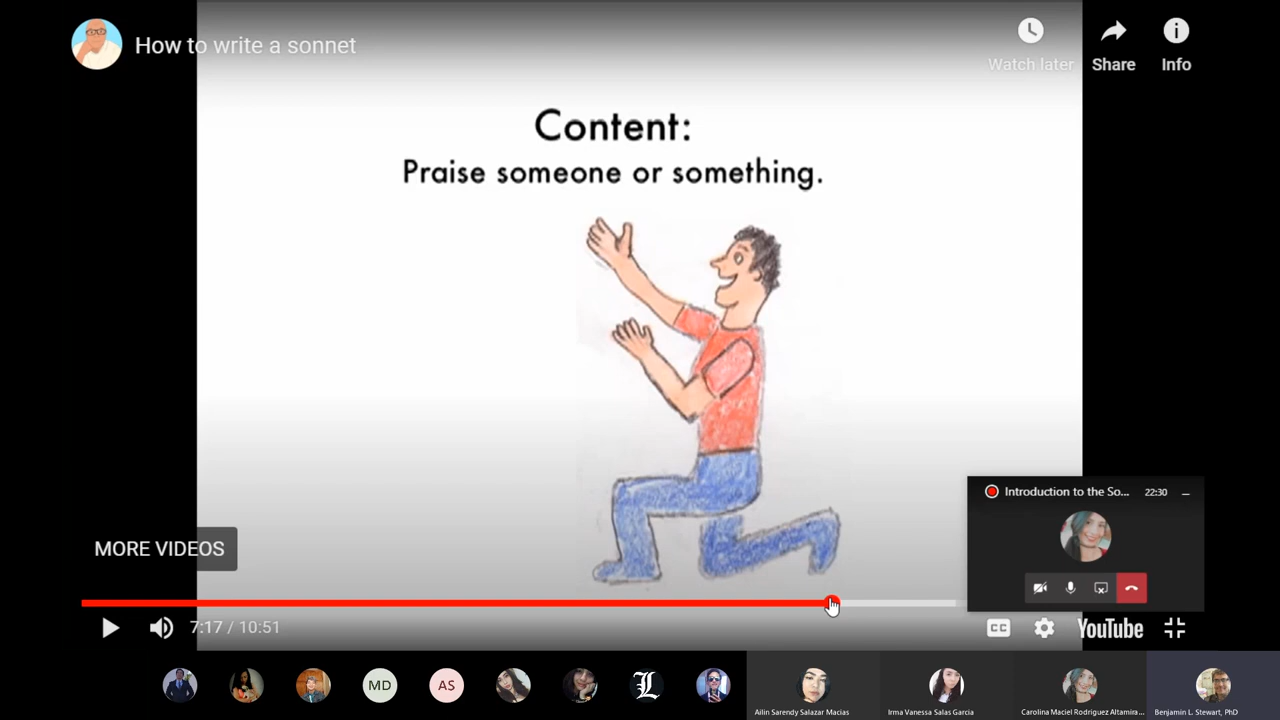 How to write a sonnet
Watch later
Share
Info
Content:
Praise someone or something.
Introduction to the So...
22:30
MORE VIDEOS
7:17 / 10:51
CC
YouTube
MD
AS
L
Ailin Sarendy Salazar Macias
Irma Vanessa Salas Garcia
Carolina Maciel Rodriguez Altamira...
Benjamin L. Stewart, PhD